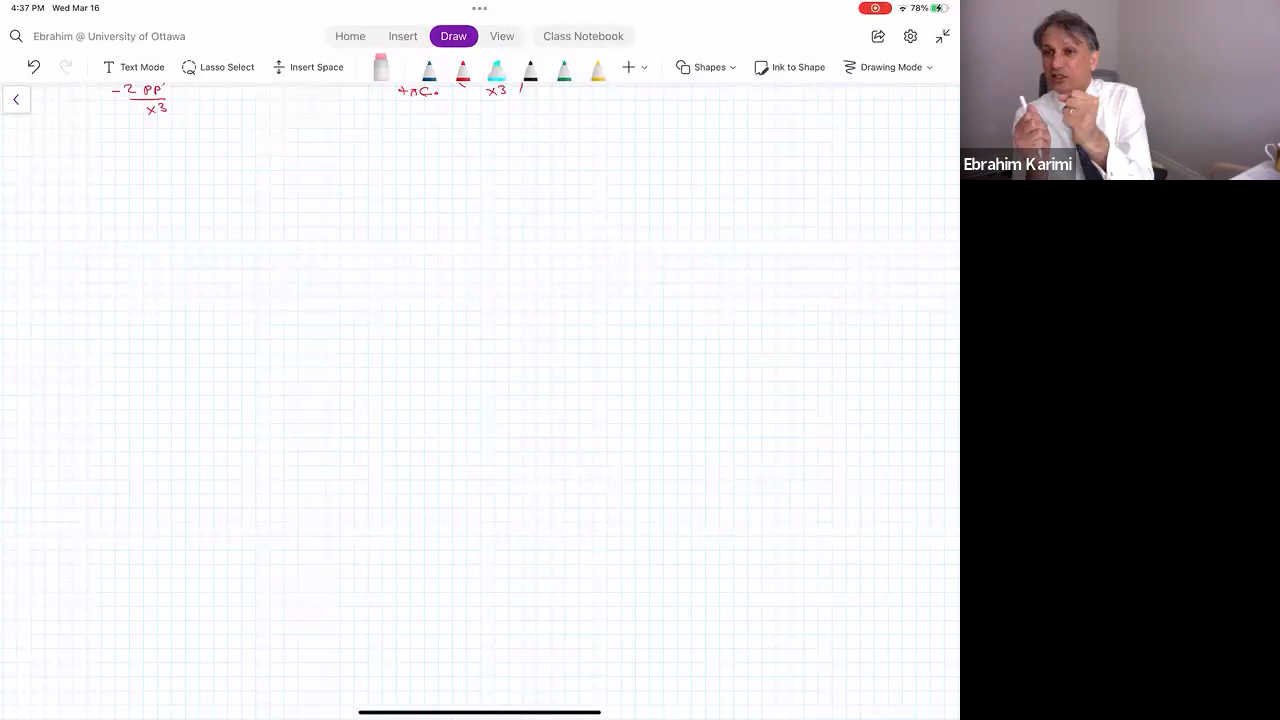 4:37 PM Wed Mar 16
78%
Ebrahim @ University of Ottawa
Home Insert Draw View Class Notebook
Text Mode Lasso Select Insert Space Shapes Ink to Shape Drawing Mode
-2 PP'
x3
4πε₀
x3
Ebrahim Karimi